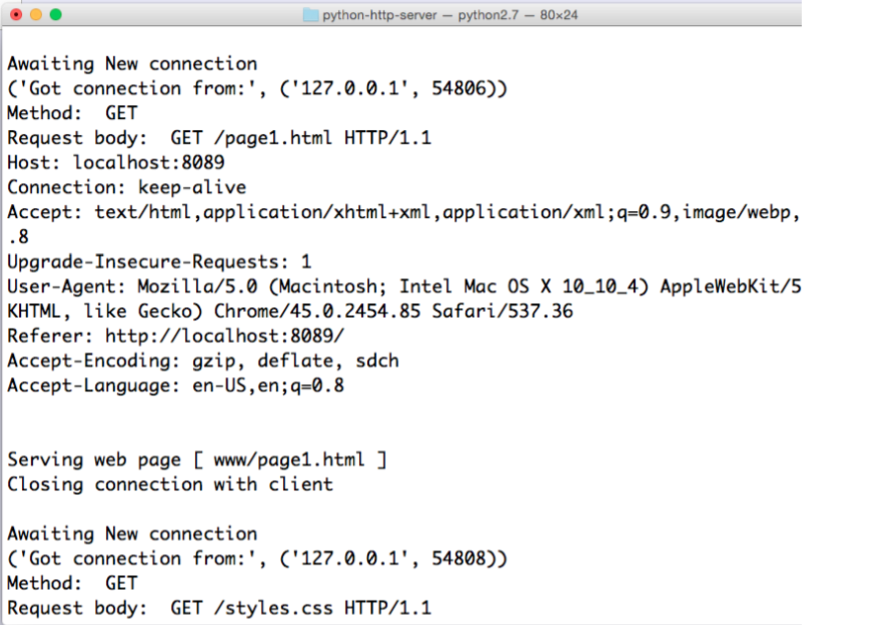 python-http-server — python2.7 — 80×24
Awaiting New connection
('Got connection from:', ('127.0.0.1', 54806))
Method:  GET
Request body:  GET /page1.html HTTP/1.1
Host: localhost:8089
Connection: keep-alive
Accept: text/html,application/xhtml+xml,application/xml;q=0.9,image/webp,
.8
Upgrade-Insecure-Requests: 1
User-Agent: Mozilla/5.0 (Macintosh; Intel Mac OS X 10_10_4) AppleWebKit/5
KHTML, like Gecko) Chrome/45.0.2454.85 Safari/537.36
Referer: http://localhost:8089/
Accept-Encoding: gzip, deflate, sdch
Accept-Language: en-US,en;q=0.8
Serving web page [ www/page1.html ]
Closing connection with client
Awaiting New connection
('Got connection from:', ('127.0.0.1', 54808))
Method:  GET
Request body:  GET /styles.css HTTP/1.1